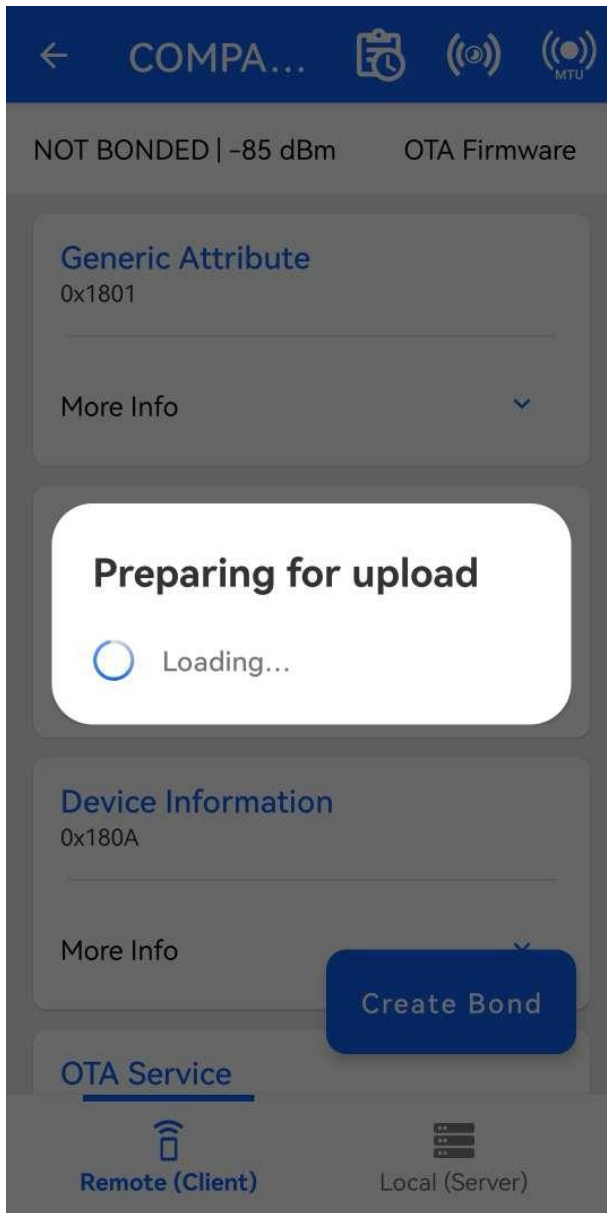 COMPA...
MTU
NOT BONDED | -85 dBm
OTA Firmware
Generic Attribute
0x1801
More Info
Preparing for upload
Loading...
Device Information
0x180A
More Info
Create Bond
OTA Service
Remote (Client)
Local (Server)